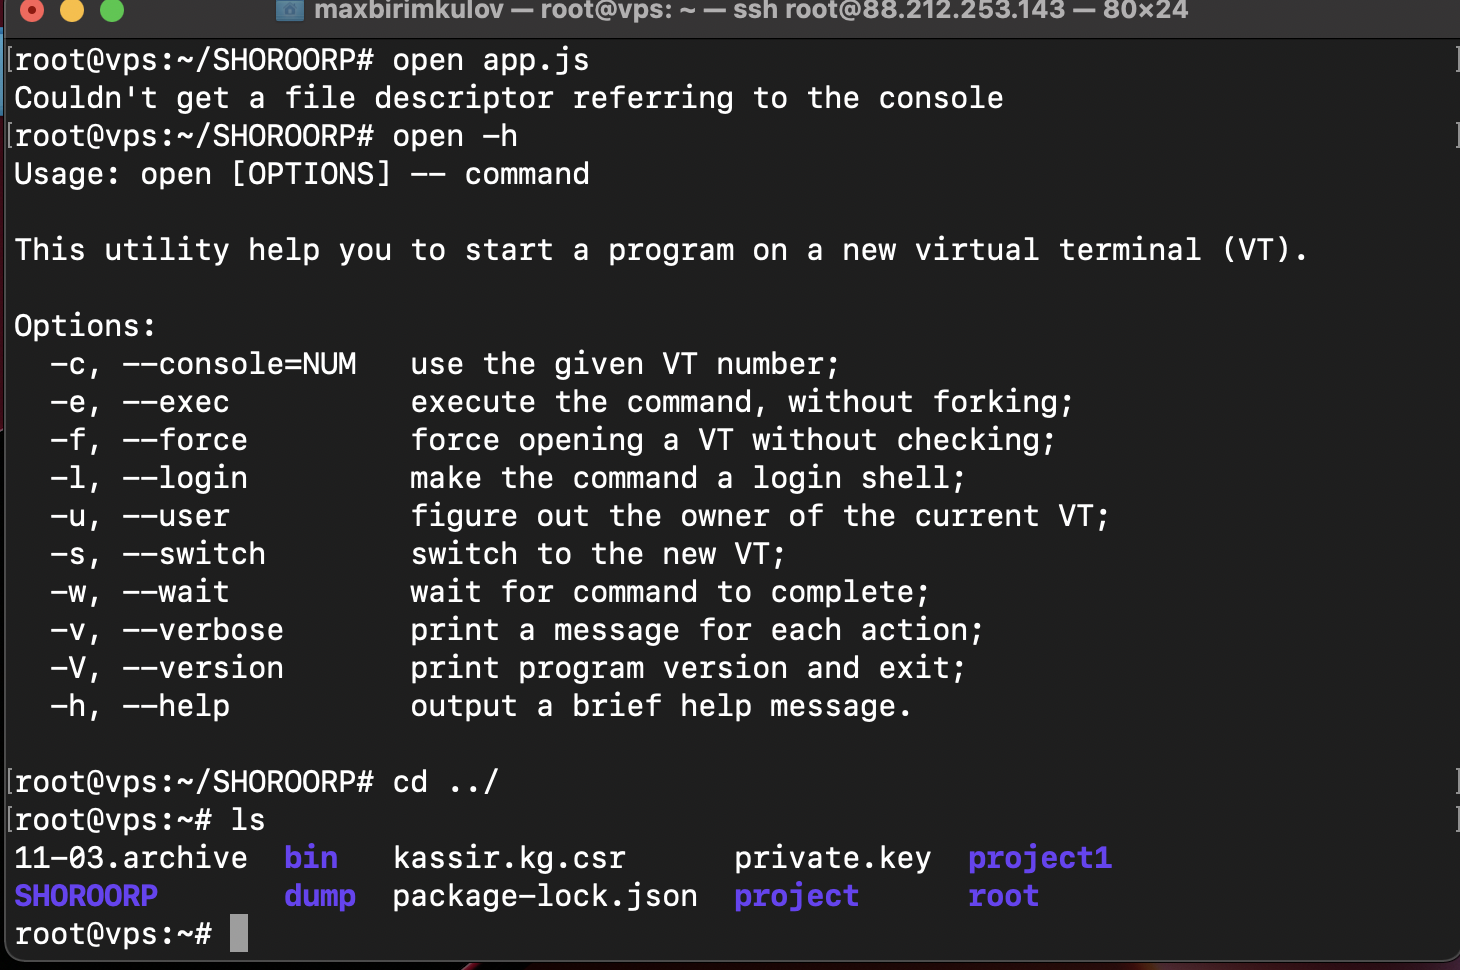 maxbirimkulov — root@vps: ~ — ssh root@88.212.253.143 — 80×24
[root@vps:~/SHOROORP# open app.js ]
Couldn't get a file descriptor referring to the console
[root@vps:~/SHOROORP# open -h ]
Usage: open [OPTIONS] -- command
This utility help you to start a program on a new virtual terminal (VT).
Options:
-c, --console=NUM use the given VT number;
-e, --exec execute the command, without forking;
-f, --force force opening a VT without checking;
-l, --login make the command a login shell;
-u, --user figure out the owner of the current VT;
-s, --switch switch to the new VT;
-w, --wait wait for command to complete;
-v, --verbose print a message for each action;
-V, --version print program version and exit;
-h, --help output a brief help message.
[root@vps:~/SHOROORP# cd ../ ]
[root@vps:~# ls ]
11-03.archive bin kassir.kg.csr private.key project1
SHOROORP dump package-lock.json project root
root@vps:~#